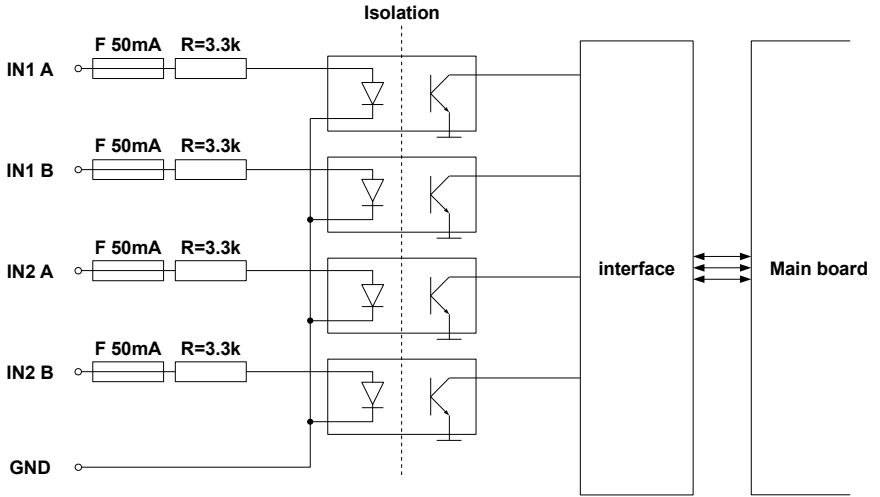 Isolation
F 50mA R=3.3k
IN1 A
F 50mA R=3.3k
IN1 B
F 50mA R=3.3k
IN2 A
interface
Main board
F 50mA R=3.3k
IN2 B
GND